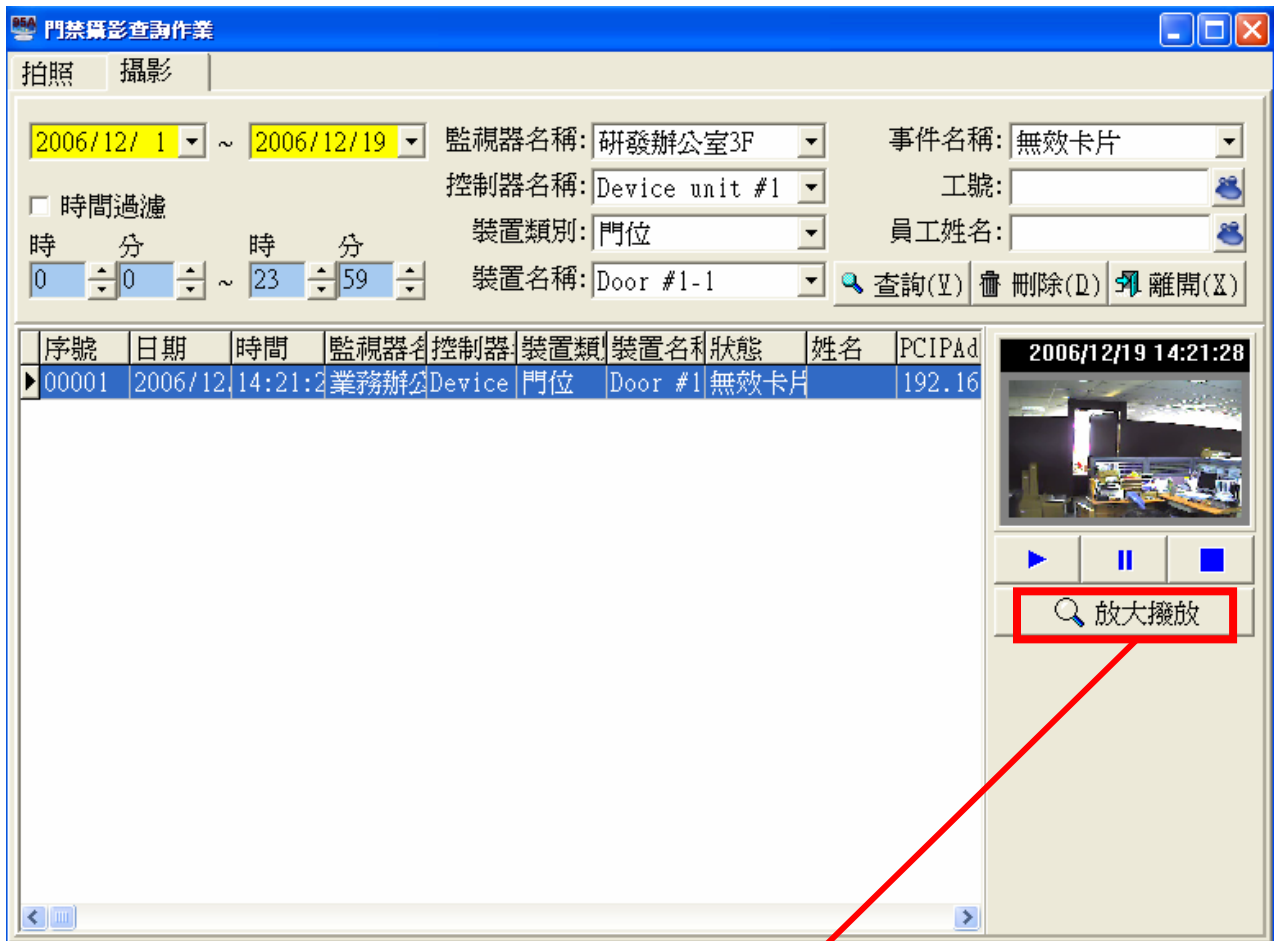 門禁攝影查詢作業
拍照 攝影
2006/12/ 1 ~ 2006/12/19 監視器名稱: 研發辦公室3F 事件名稱: 無效卡片
時間過濾 控制器名稱: Device unit #1 工號:
時 分 時 分 裝置類別: 門位 員工姓名:
0 0 ~ 23 59 裝置名稱: Door #1-1 查詢(V) 刪除(D) 離開(X)
序號 日期 時間 監視器名 控制器 裝置類 裝置名稱 狀態 姓名 PCIPAd
00001 2006/12 14:21:2 業務辦公 Device 門位 Door #1 無效卡片 192.16
2006/12/19 14:21:28
放大撥放